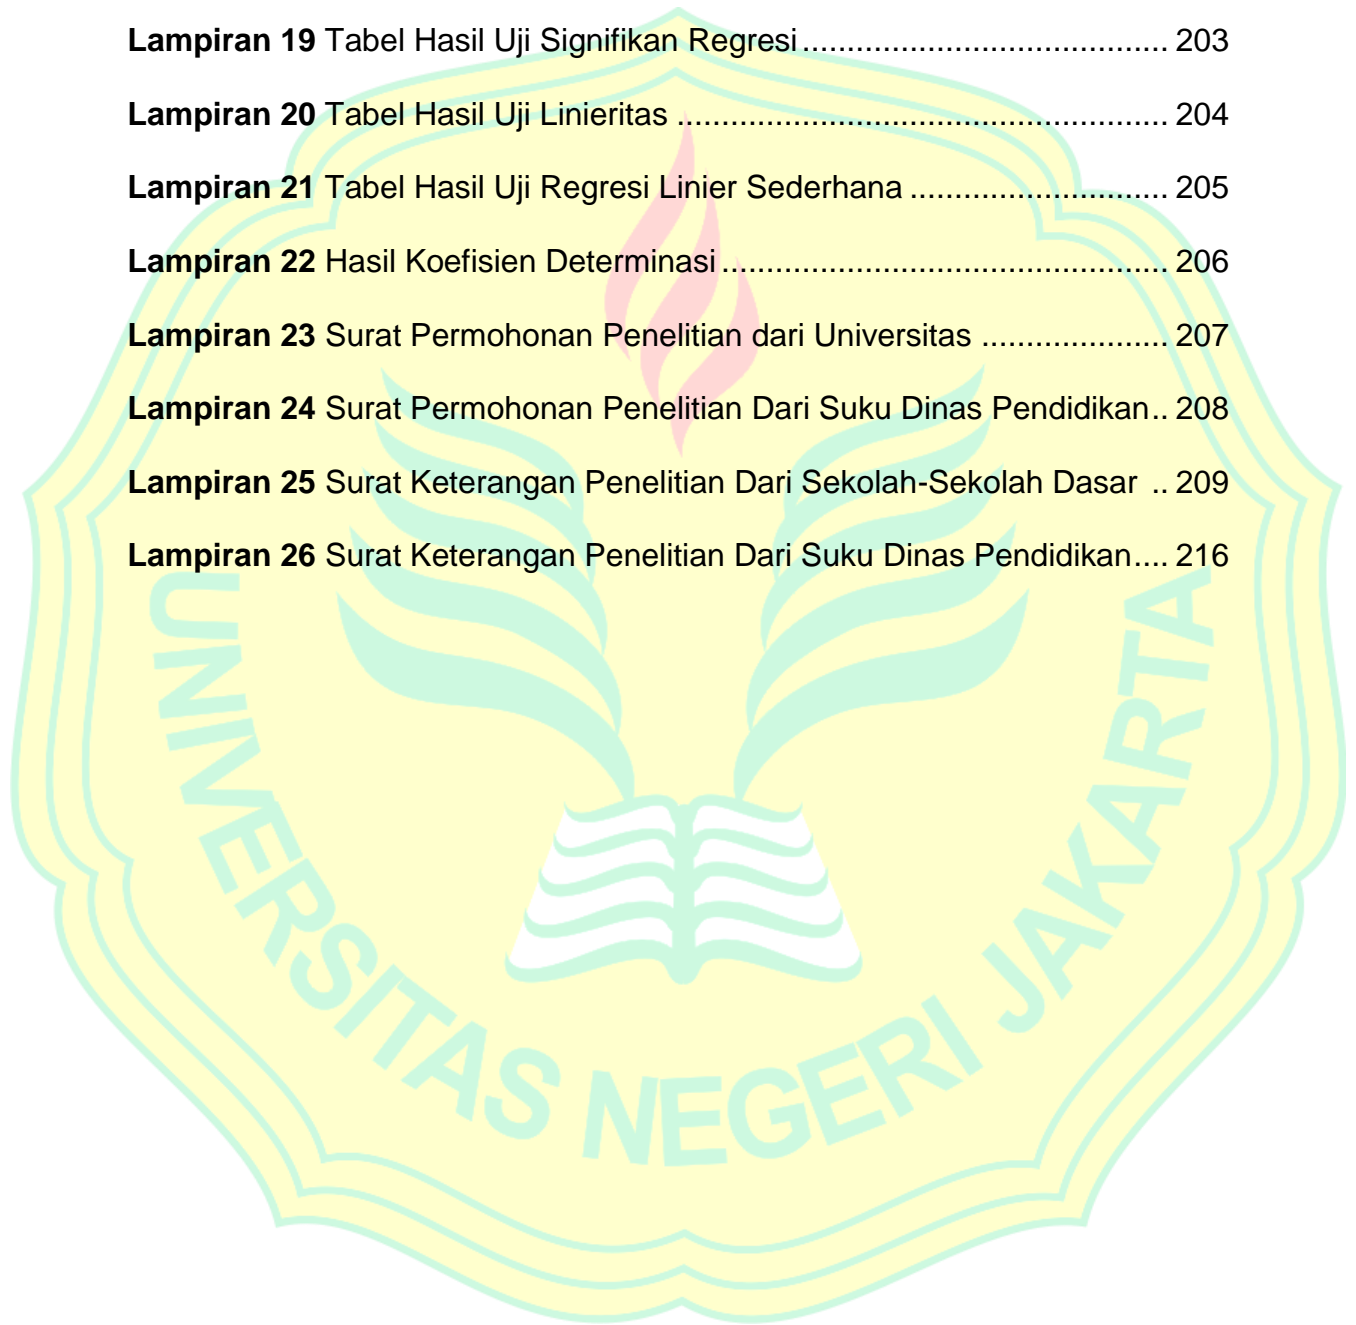 Lampiran 19 Tabel Hasil Uji Signifikan Regresi .......................................... 203
Lampiran 20 Tabel Hasil Uji Linieritas ........................................................ 204
Lampiran 21 Tabel Hasil Uji Regresi Linier Sederhana ............................. 205
Lampiran 22 Hasil Koefisien Determinasi ................................................... 206
Lampiran 23 Surat Permohonan Penelitian dari Universitas ..................... 207
Lampiran 24 Surat Permohonan Penelitian Dari Suku Dinas Pendidikan.. 208
Lampiran 25 Surat Keterangan Penelitian Dari Sekolah-Sekolah Dasar .. 209
Lampiran 26 Surat Keterangan Penelitian Dari Suku Dinas Pendidikan.... 216
UNIVERSITAS NEGERI JAKARTA